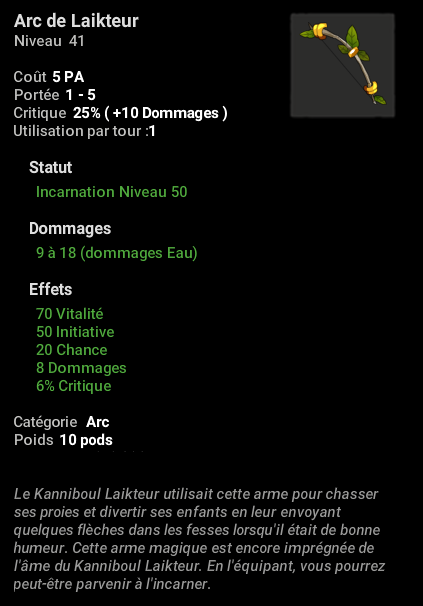 Arc de Laikteur
Niveau 41
Coût 5 PA
Portée 1 - 5
Critique 25% ( +10 Dommages )
Utilisation par tour :1
Statut
Incarnation Niveau 50
Dommages
9 à 18 (dommages Eau)
Effets
70 Vitalité
50 Initiative
20 Chance
8 Dommages
6% Critique
Catégorie Arc
Poids 10 pods
Le Kanniboul Laikteur utilisait cette arme pour chasser
ses proies et divertir ses enfants en leur envoyant
quelques flèches dans les fesses lorsqu'il était de bonne
humeur. Cette arme magique est encore imprégnée de
l'âme du Kanniboul Laikteur. En l'équipant, vous pourrez
peut-être parvenir à l'incarner.